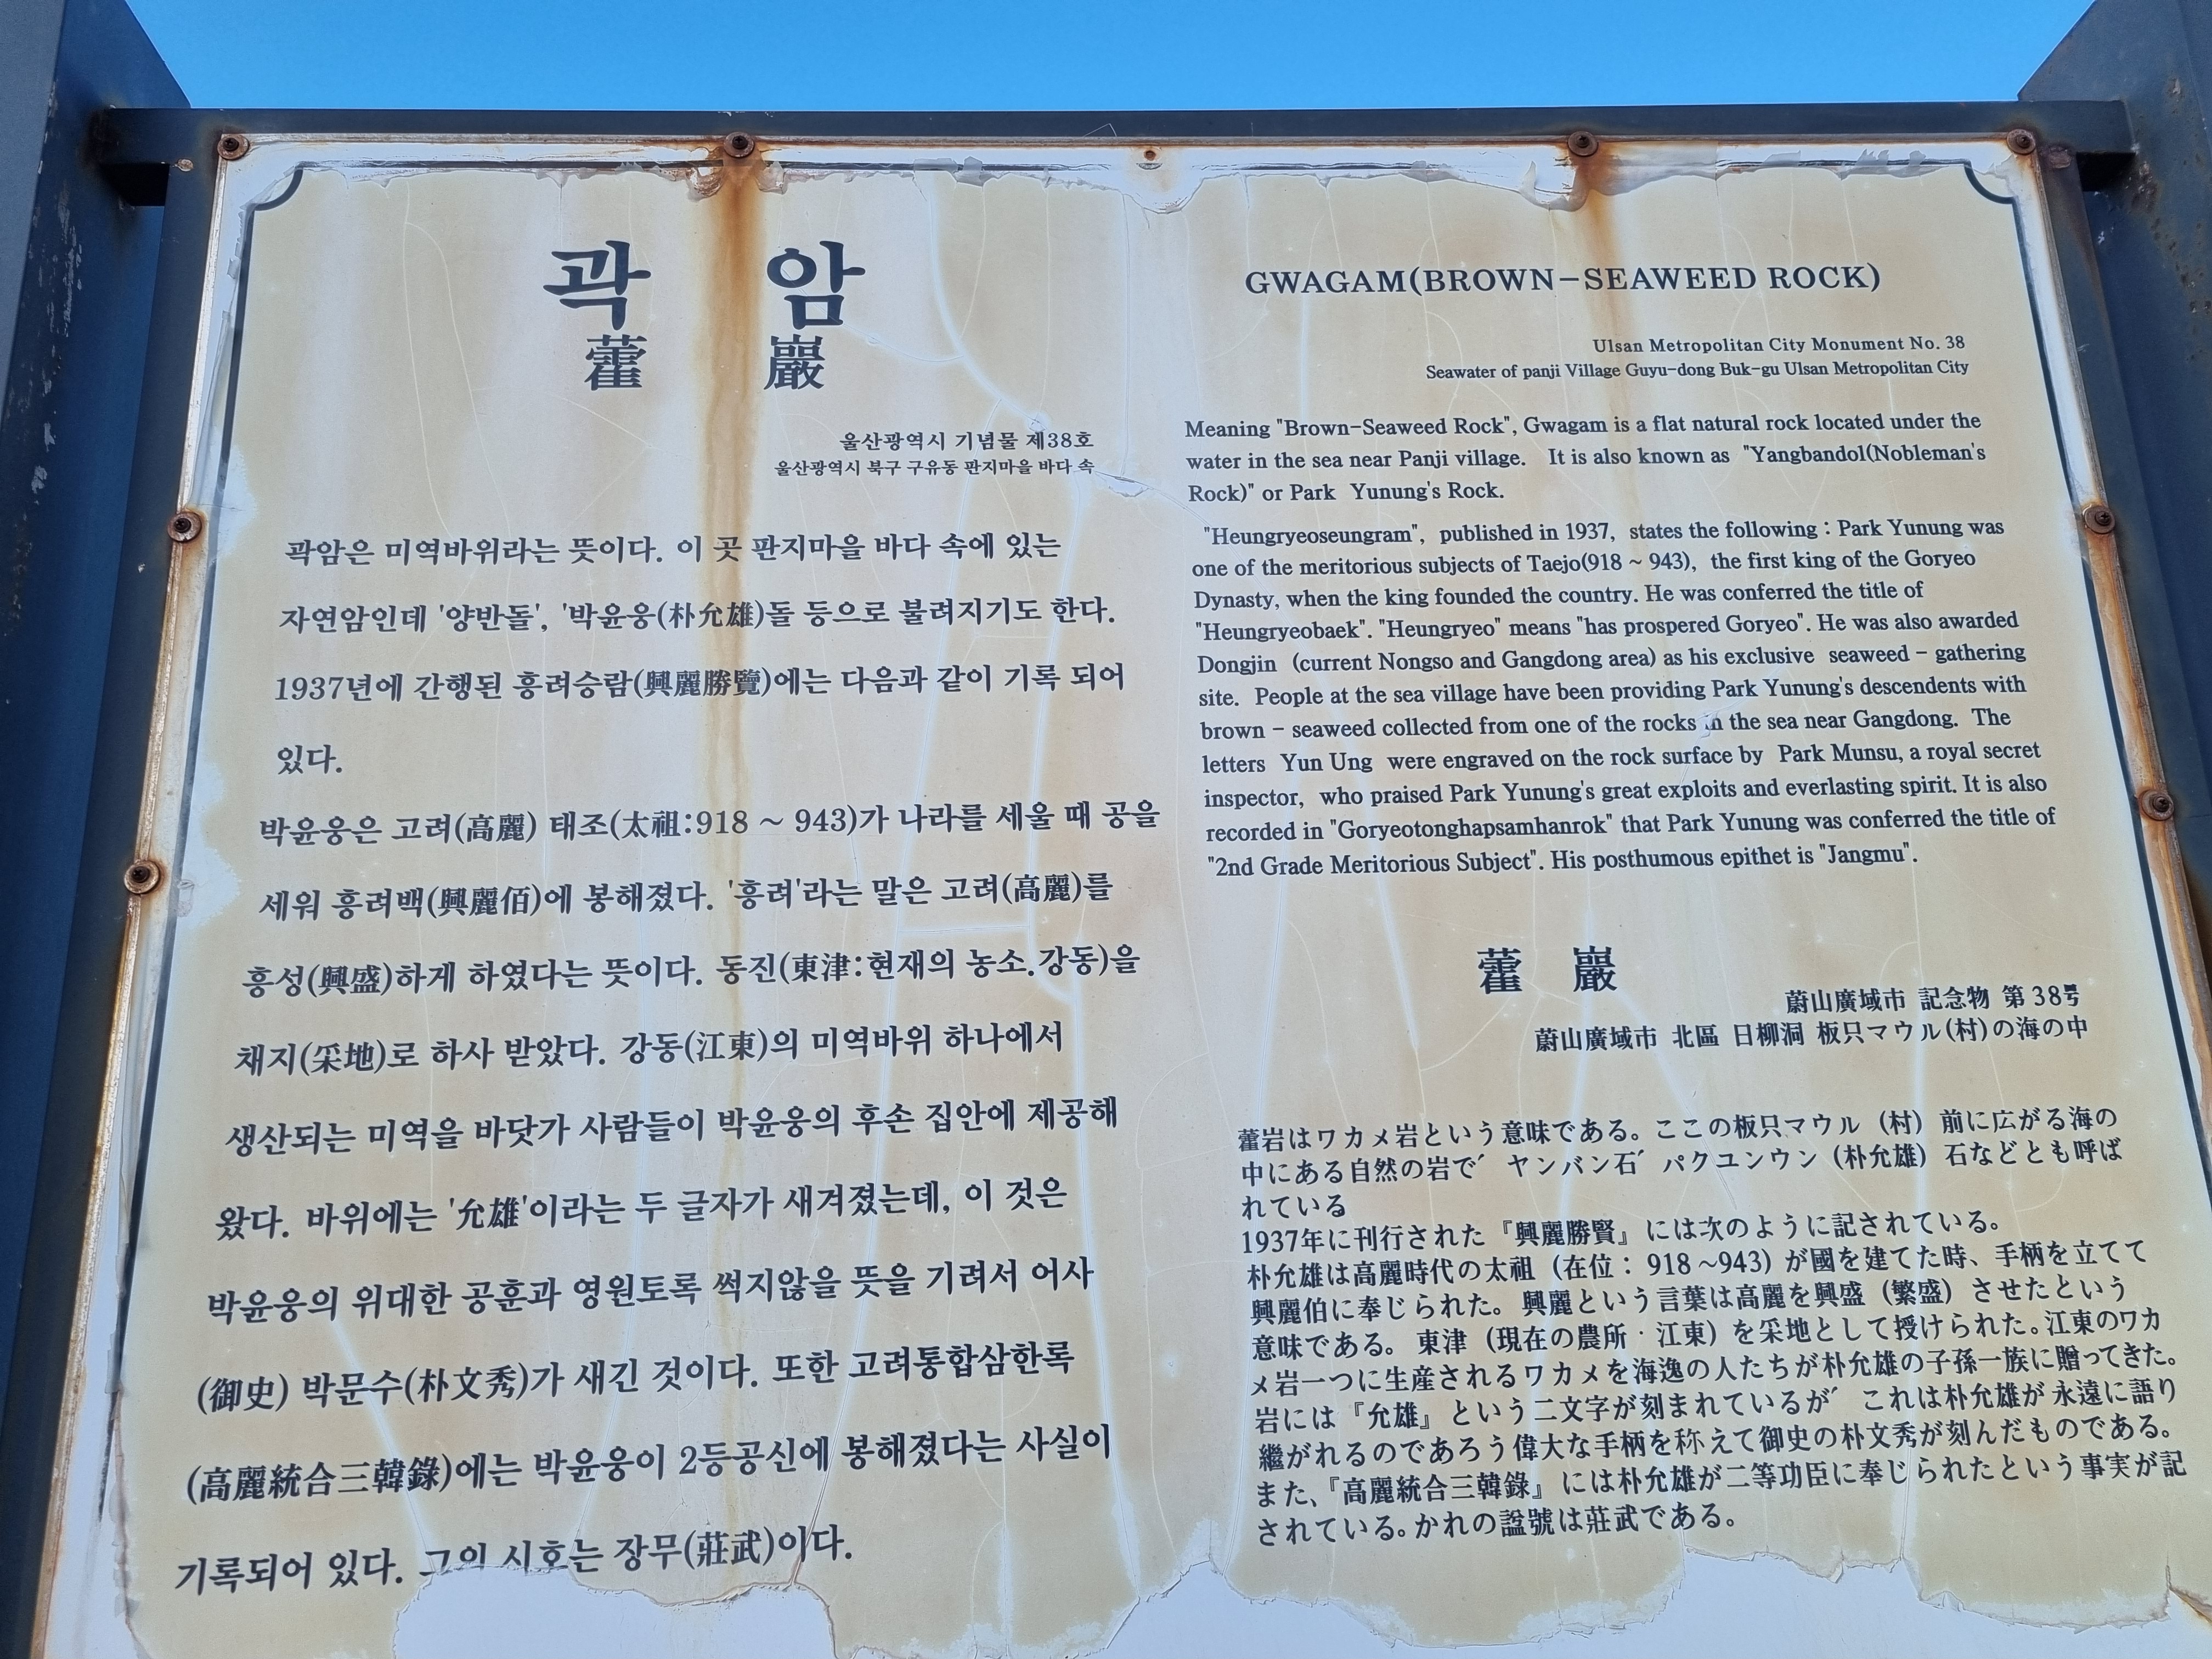 곽 암
藿 巖
울산광역시 기념물 제38호
울산광역시 북구 구유동 판지마을 바다 속
곽암은 미역바위라는 뜻이다. 이 곳 판지마을 바다 속에 있는
자연암인데 '양반돌', '박윤웅(朴允雄)돌 등으로 불려지기도 한다.
1937년에 간행된 흥려승람(興麗勝覽)에는 다음과 같이 기록 되어
있다.
박윤웅은 고려(高麗) 태조(太祖:918 ~ 943)가 나라를 세울 때 공을
세워 흥려백(興麗佰)에 봉해졌다. '흥려'라는 말은 고려(高麗)를
흥성(興盛)하게 하였다는 뜻이다. 동진(東津:현재의 농소.강동)을
채지(采地)로 하사 받았다. 강동(江東)의 미역바위 하나에서
생산되는 미역을 바닷가 사람들이 박윤웅의 후손 집안에 제공해
왔다. 바위에는 '允雄'이라는 두 글자가 새겨졌는데, 이 것은
박윤웅의 위대한 공훈과 영원토록 썩지않을 뜻을 기려서 어사
(御史) 박문수(朴文秀)가 새긴 것이다. 또한 고려통합삼한록
(高麗統合三韓錄)에는 박윤웅이 2등공신에 봉해졌다는 사실이
기록되어 있다. 그의 시호는 장무(莊武)이다.
GWAGAM(BROWN-SEAWEED ROCK)
Ulsan Metropolitan City Monument No. 38
Seawater of panji Village Guyu-dong Buk-gu Ulsan Metropolitan City
Meaning "Brown-Seaweed Rock", Gwagam is a flat natural rock located under the
water in the sea near Panji village. It is also known as "Yangbandol(Nobleman's
Rock)" or Park Yunung's Rock.
"Heungryeoseungram", published in 1937, states the following : Park Yunung was
one of the meritorious subjects of Taejo(918 ~ 943), the first king of the Goryeo
Dynasty, when the king founded the country. He was conferred the title of
"Heungryeobaek". "Heungryeo" means "has prospered Goryeo". He was also awarded
Dongjin (current Nongso and Gangdong area) as his exclusive seaweed - gathering
site. People at the sea village have been providing Park Yunung's descendents with
brown - seaweed collected from one of the rocks in the sea near Gangdong. The
letters Yun Ung were engraved on the rock surface by Park Munsu, a royal secret
inspector, who praised Park Yunung's great exploits and everlasting spirit. It is also
recorded in "Goryeotonghapsamhanrok" that Park Yunung was conferred the title of
"2nd Grade Meritorious Subject". His posthumous epithet is "Jangmu".
藿 巖
蔚山廣域市 記念物 第38号
蔚山廣域市 北區 日柳洞 板只マウル(村)の海の中
藿岩はワカメ岩という意味である。ここの板只マウル (村) 前に広がる海の
中にある自然の岩で゛ヤンバン石゛パクユンウン (朴允雄) 石などとも呼ば
れている
1937年に刊行された『興麗勝賢』には次のように記されている。
朴允雄は高麗時代の太祖 (在位：918~943) が國を建てた時、手柄を立てて
興麗伯に奉じられた。興麗という言葉は高麗を興盛 (繁盛) させたという
意味である。 東津 (現在の農所・江東) を采地として授けられた。江東のワカ
メ岩一つに生産されるワカメを海逸の人たちが朴允雄の子孫一族に贈ってきた。
岩には『允雄』という二文字が刻まれているが゛これは朴允雄が永遠に語り
繼がれるのであろう偉大な手柄を称えて御史の朴文秀が刻んだものである。
また、『高麗統合三韓錄』には朴允雄が二等功臣に奉じられたという事実が記
されている。かれの諡號は莊武である。